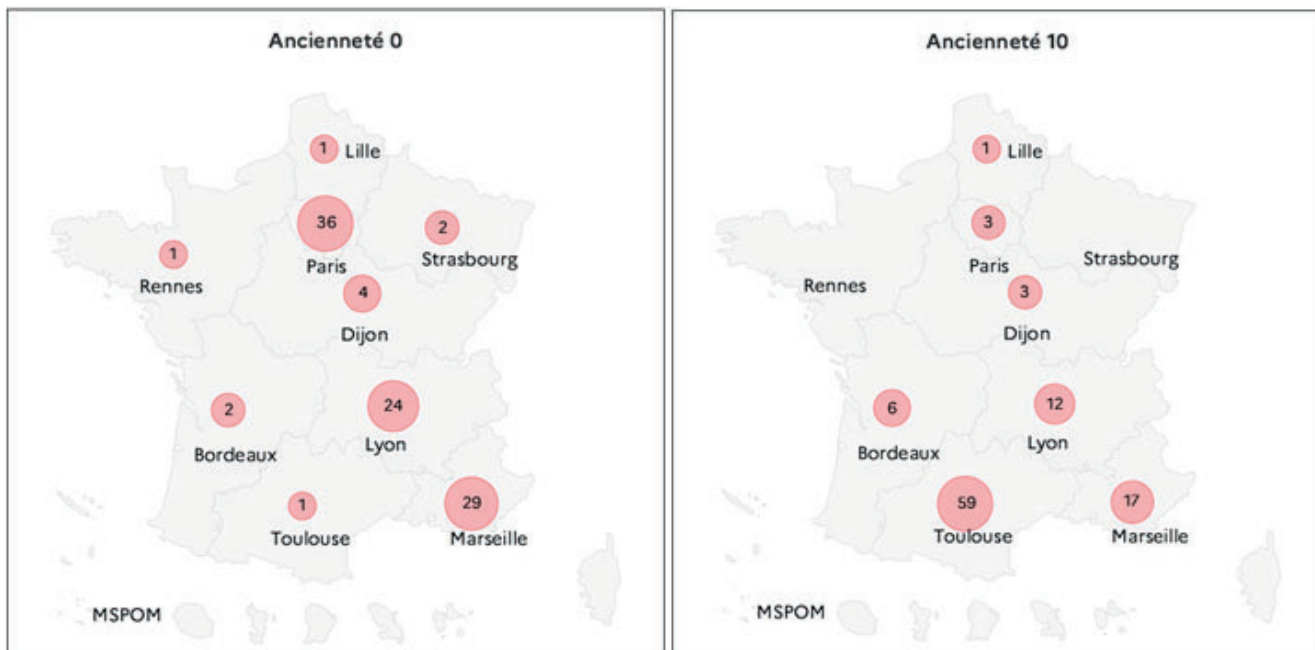 Ancienneté 0
1
Lille
36
Paris
2
Strasbourg
1
Rennes
4
Dijon
2
Bordeaux
24
Lyon
1
Toulouse
29
Marseille
MSPOM
Ancienneté 10
1
Lille
3
Paris
Strasbourg
Rennes
3
Dijon
6
Bordeaux
12
Lyon
59
Toulouse
17
Marseille
MSPOM